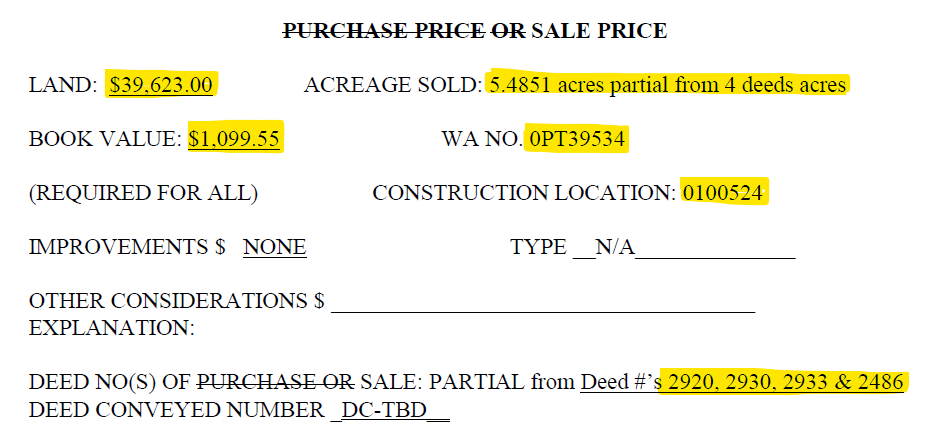 PURCHASE PRICE OR SALE PRICE
LAND: $39,623.00 ACREAGE SOLD: 5.4851 acres partial from 4 deeds acres
BOOK VALUE: $1,099.55 WA NO. 0PT39534
(REQUIRED FOR ALL) CONSTRUCTION LOCATION: 0100524
IMPROVEMENTS $ NONE TYPE __N/A______________
OTHER CONSIDERATIONS $ ______________________________________
EXPLANATION:
DEED NO(S) OF PURCHASE OR SALE: PARTIAL from Deed #’s 2920, 2930, 2933 & 2486
DEED CONVEYED NUMBER _DC-TBD__